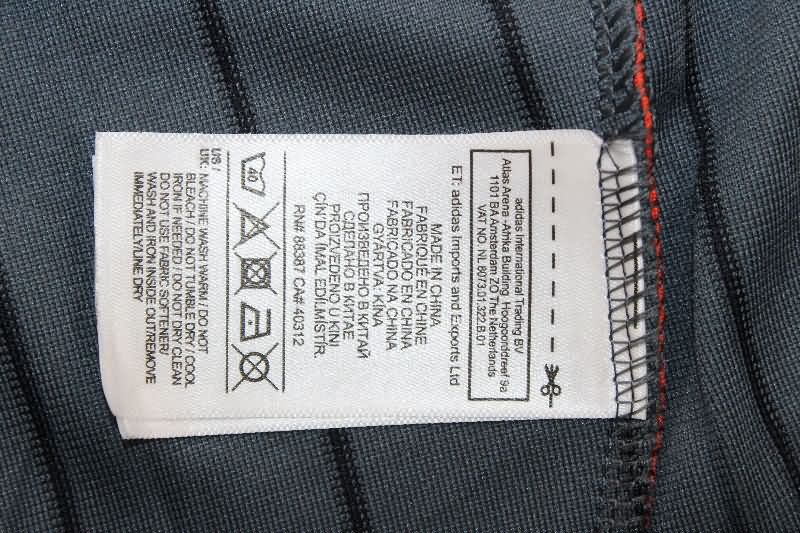 adidas International Trading BV
Atlas Arena -Afrika Building Hoogoorddreef 9a
1101 BA Amsterdam ZO The Netherlands
VAT NO. NL 8073.01.322.B.01
ET: adidas Imports and Exports Ltd
MADE IN CHINA
FABRIQUÉ EN CHINE
FABRICADO EN CHINA
FABRICADO NA CHINA
GYÁRTVA: KÍNA
ПРОИЗВЕДЕНО В КИТАЙ
СДЕЛАНО В КИТАЕ
PROIZVEDENO U KINI
ÇİN'DA İMAL EDİLMİŞTİR.
RN# 88387 CA# 40312
40
US /
UK: MACHINE WASH WARM / DO NOT
BLEACH / DO NOT TUMBLE DRY / COOL
IRON IF NEEDED / DO NOT DRY CLEAN
DO NOT USE FABRIC SOFTENER/
WASH AND IRON INSIDE OUT/REMOVE
IMMEDIATELY/LINE DRY